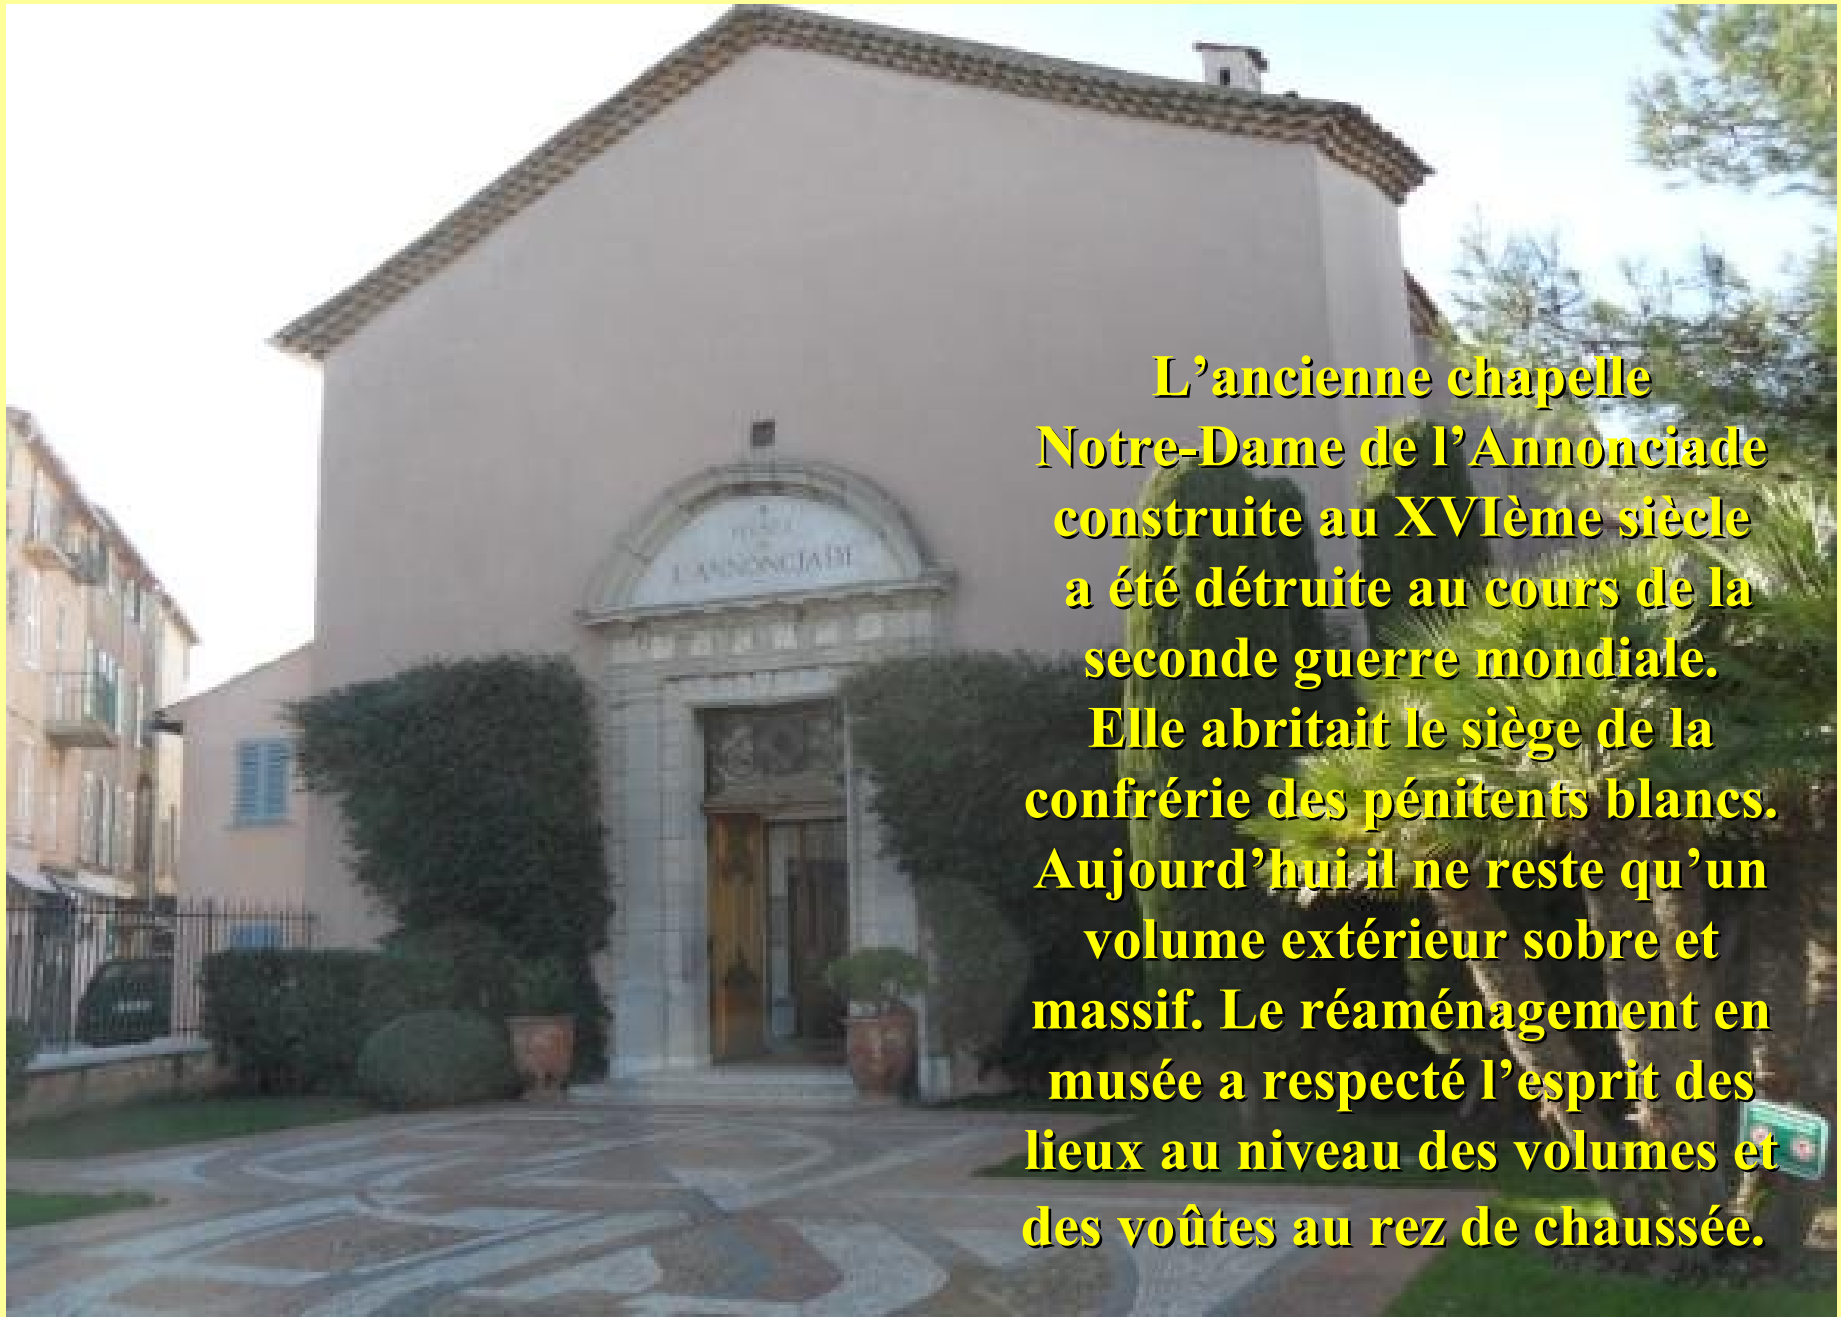 L'ANNONCIADE
L’ancienne chapelle
Notre-Dame de l’Annonciade
construite au XVIème siècle
a été détruite au cours de la
seconde guerre mondiale.
Elle abritait le siège de la
confrérie des pénitents blancs.
Aujourd’hui il ne reste qu’un
volume extérieur sobre et
massif. Le réaménagement en
musée a respecté l’esprit des
lieux au niveau des volumes et
des voûtes au rez de chaussée.